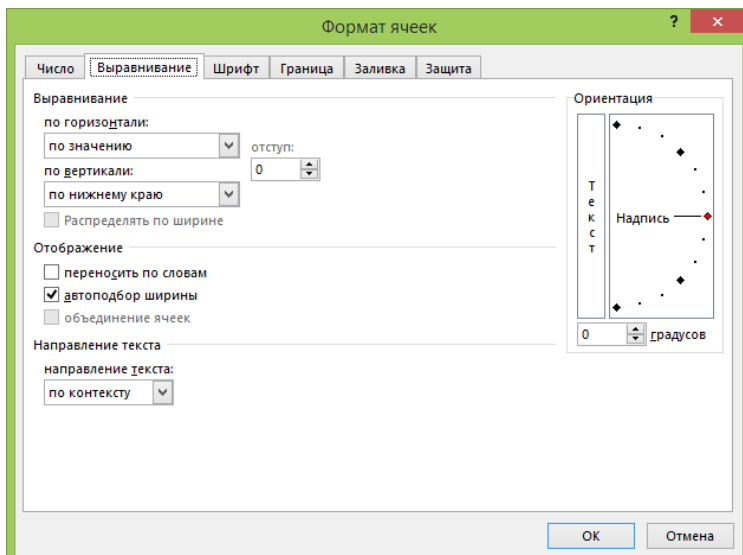 Формат ячеек
?
Число Выравнивание Шрифт Граница Заливка Защита
Выравнивание
по горизонтали:
по значению
отступ:
по вертикали:
0
по нижнему краю
Распределять по ширине
Отображение
переносить по словам
автоподбор ширины
объединение ячеек
Направление текста
направление текста:
по контексту
Ориентация
Текст
Надпись
0 градусов
ОК Отмена